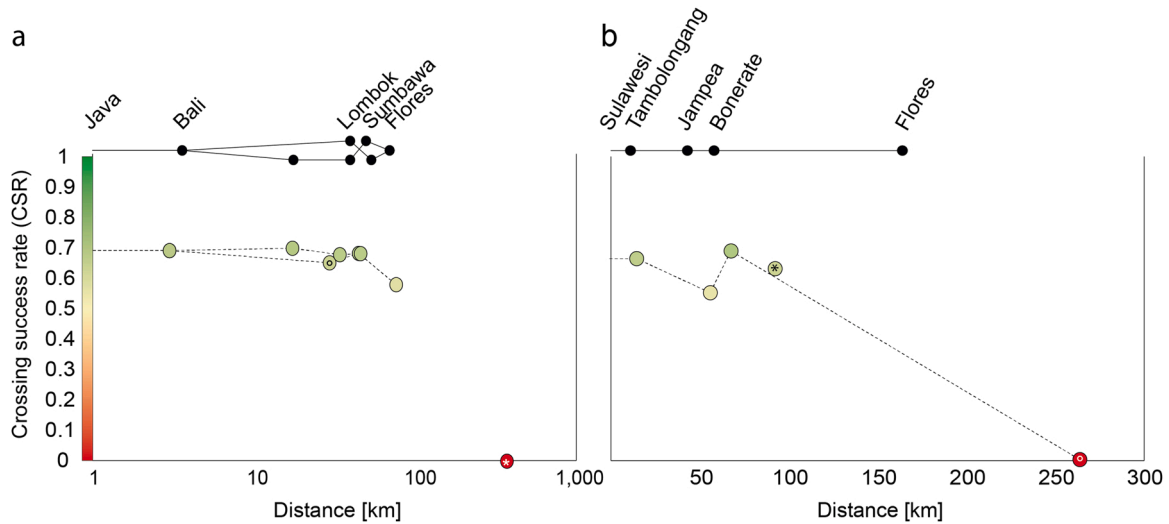 a
Java
Bali
Lombok
Sumbawa
Flores
Crossing success rate (CSR)
1
0.9
0.8
0.7
0.6
0.5
0.4
0.3
0.2
0.1
0
1
10
100
1,000
Distance [km]
b
Sulawesi
Tambolongang
Jampea
Bonerate
Flores
50
100
150
200
250
300
Distance [km]